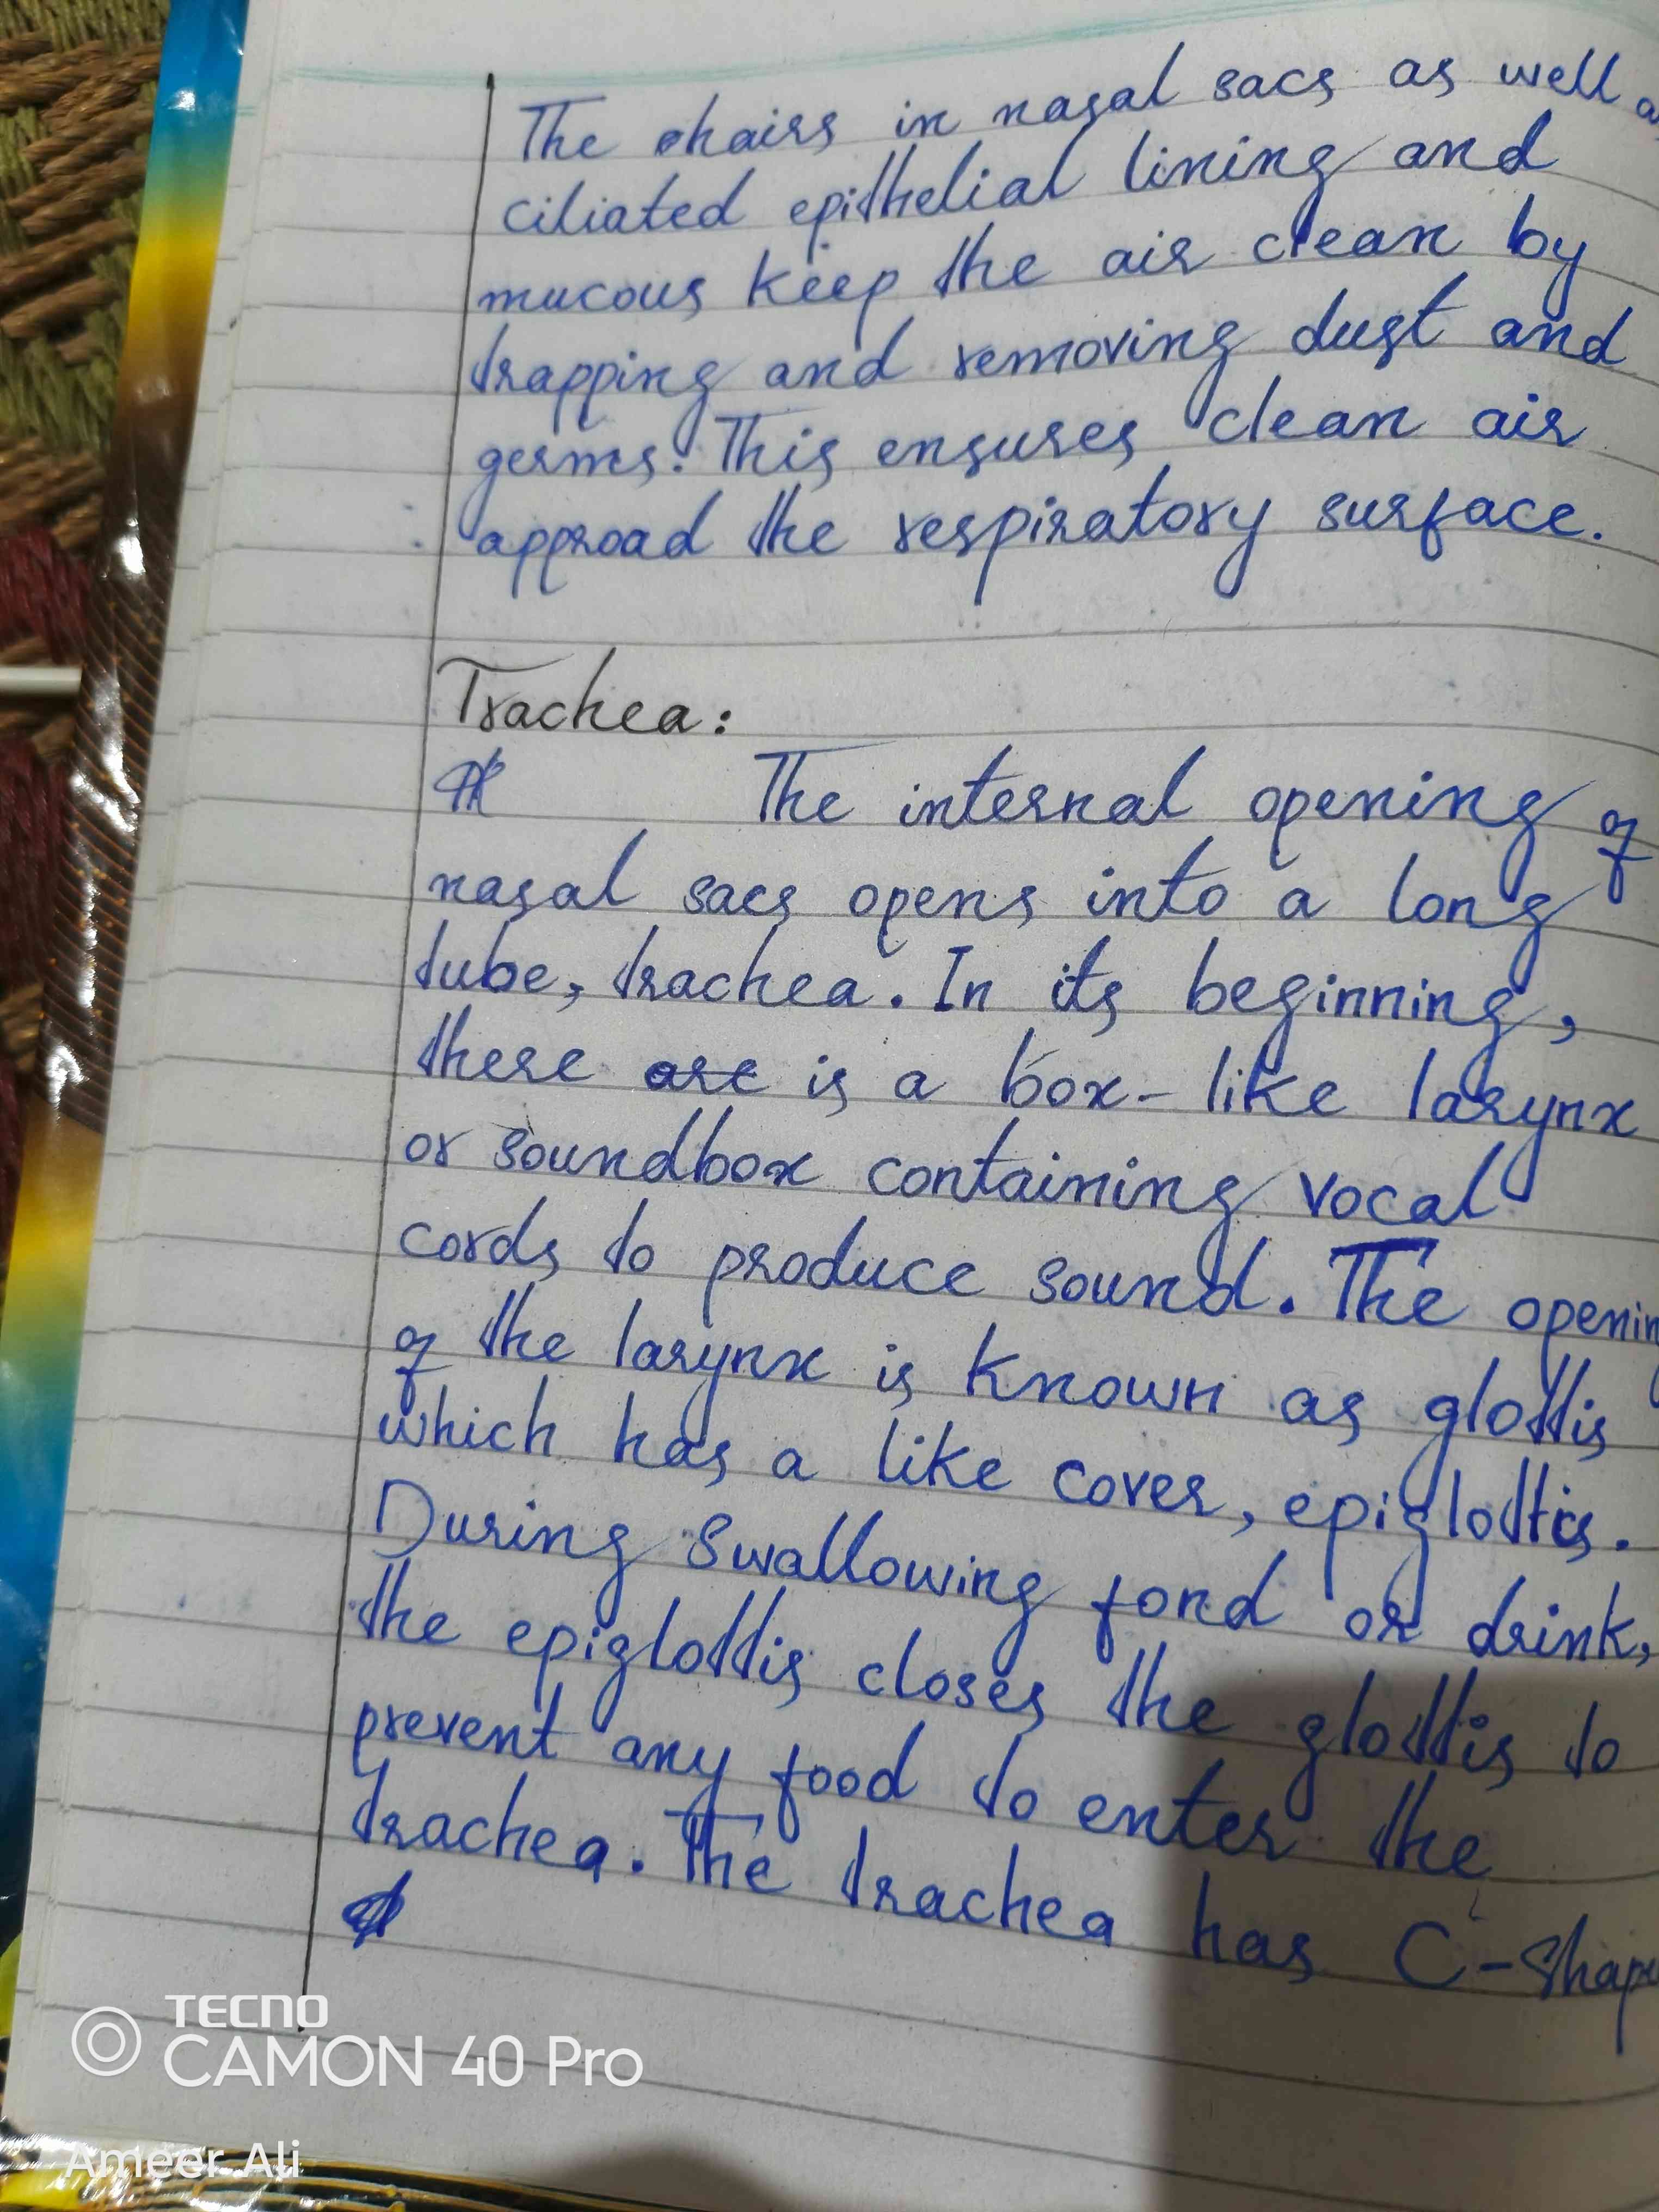 The hairs in nasal sacs as well
ciliated epithelial lining and
mucous keep the air clean by
trapping and removing dust and
germs. This ensures clean air
approad the respiratory surface.
Trachea:
The internal opening of
nasal sacs opens into a long
tube, trachea. In its beginning,
there are is a box-like larynx
or soundbox containing vocal
cords to produce sound. The openin
of the larynx is known as glottis
which has a like cover, epiglottis.
During swallowing food or drink,
the epiglottis closes the glottis to
prevent any food to enter the
trachea. The trachea has C-shape
TECNO
CAMON 40 Pro
Ameer Ali